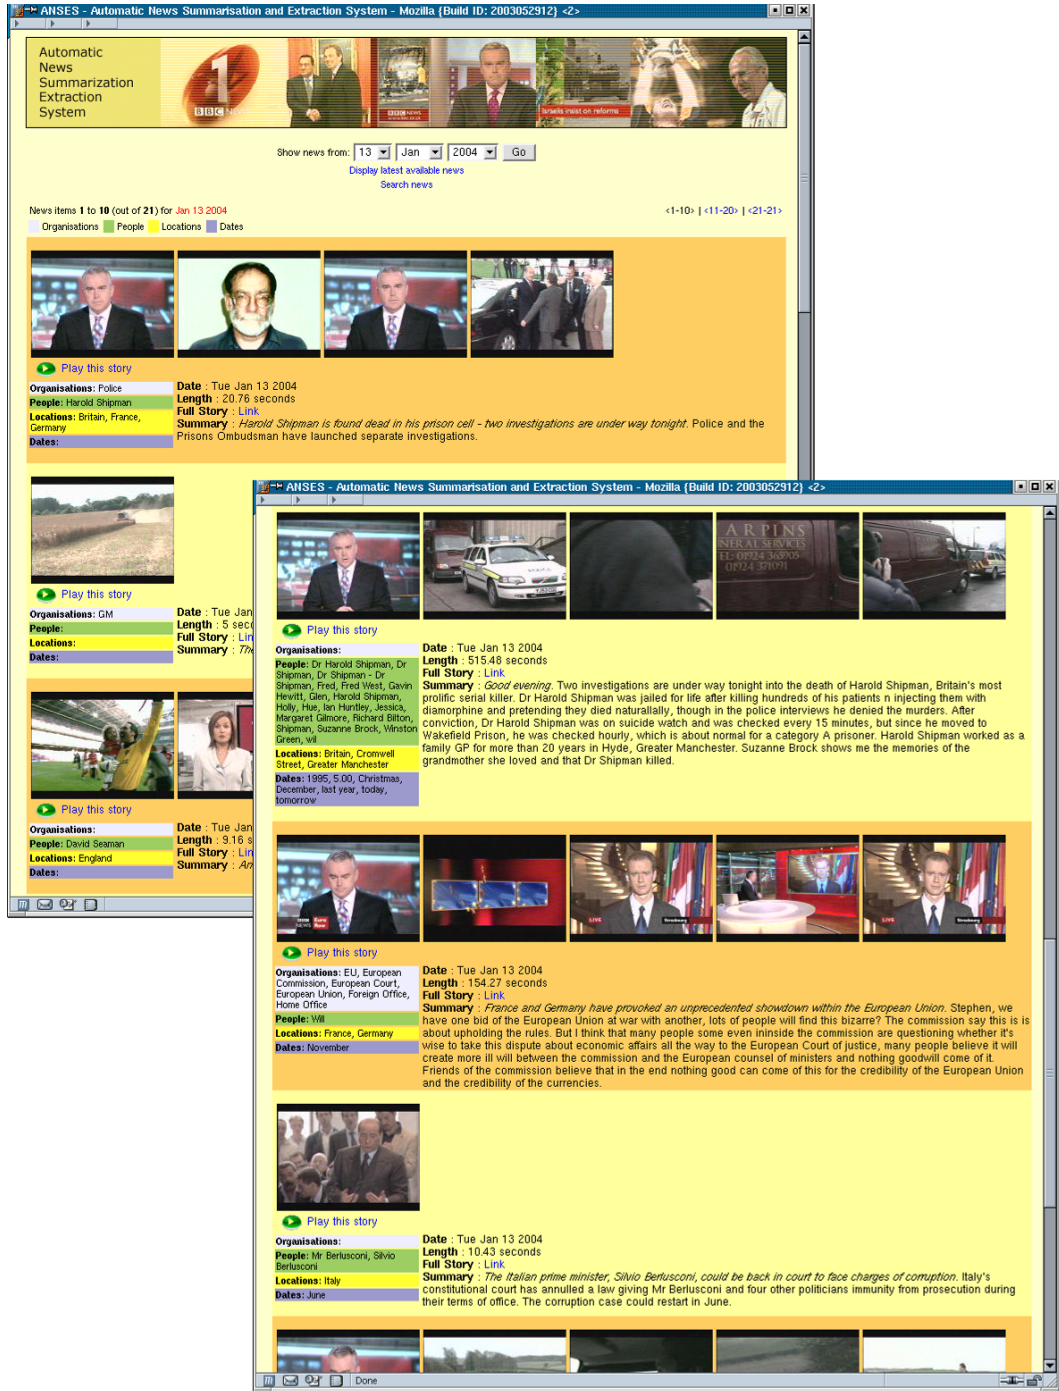 ANSES - Automatic News Summarisation and Extraction System - Mozilla {Build ID: 2003052912} <2>
Automatic
News
Summarization
Extraction
System
1
BBC NEWS
Israelis insist on reforms
Show news from: 13 Jan 2004 Go
Display latest available news
Search news
News items 1 to 10 (out of 21) for Jan 13 2004
<1-10> | <11-20> | <21-21>
Organisations People Locations Dates
Play this story
Organisations: Police
People: Harold Shipman
Locations: Britain, France,
Germany
Dates:
Date : Tue Jan 13 2004
Length : 20.76 seconds
Full Story : Link
Summary : Harold Shipman is found dead in his prison cell - two investigations are under way tonight. Police and the
Prisons Ombudsman have launched separate investigations.
Play this story
Organisations: GM
People:
Locations:
Dates:
Date : Tue Jan
Length : 5 sec
Full Story : Lin
Summary : The
Play this story
Organisations:
People: David Seaman
Locations: England
Dates:
Date : Tue Jan
Length : 9.16 s
Full Story : Lin
Summary : An
ANSES - Automatic News Summarisation and Extraction System - Mozilla {Build ID: 2003052912} <2>
POLICE
ARPINS
NERAL SERVICES
TEL: 01924 365905
01924 371091
Play this story
Organisations:
People: Dr Harold Shipman, Dr
Shipman, Dr Shipman - Dr
Shipman, Fred, Fred West, Gavin
Hewitt, Glen, Harold Shipman,
Holly, Hue, Ian Huntley, Jessica,
Margaret Gilmore, Richard Bilton,
Shipman, Suzanne Brock, Winston
Green, wil
Locations: Britain, Cromwell
Street, Greater Manchester
Dates: 1995, 5.00, Christmas,
December, last year, today,
tomorrow
Date : Tue Jan 13 2004
Length : 515.48 seconds
Full Story : Link
Summary : Good evening. Two investigations are under way tonight into the death of Harold Shipman, Britain's most
prolific serial killer. Dr Harold Shipman was jailed for life after killing hundreds of his patients n injecting them with
diamorphine and pretending they died naturallally, though in the police interviews he denied the murders. After
conviction, Dr Harold Shipman was on suicide watch and was checked every 15 minutes, but since he moved to
Wakefield Prison, he was checked hourly, which is about normal for a category A prisoner. Harold Shipman worked as a
family GP for more than 20 years in Hyde, Greater Manchester. Suzanne Brock shows me the memories of the
grandmother she loved and that Dr Shipman killed.
BBC NEWS Euro Row
LIVE Strasbourg
LIVE Strasbourg
Play this story
Organisations: EU, European
Commission, European Court,
European Union, Foreign Office,
Home Office
People: Will
Locations: France, Germany
Dates: November
Date : Tue Jan 13 2004
Length : 154.27 seconds
Full Story : Link
Summary : France and Germany have provoked an unprecedented showdown within the European Union. Stephen, we
have one bid of the European Union at war with another, lots of people will find this bizarre? The commission say this is is
about upholding the rules. But I think that many people some even ininside the commission are questioning whether it's
wise to take this dispute about economic affairs all the way to the European Court of justice, many people believe it will
create more ill will between the commission and the European counsel of ministers and nothing goodwill come of it.
Friends of the commission believe that in the end nothing good can come of this for the credibility of the European Union
and the credibility of the currencies.
Play this story
Organisations:
People: Mr Berlusconi, Silvio
Berlusconi
Locations: Italy
Dates: June
Date : Tue Jan 13 2004
Length : 10.43 seconds
Full Story : Link
Summary : The Italian prime minister, Silvio Berlusconi, could be back in court to face charges of corruption. Italy's
constitutional court has annulled a law giving Mr Berlusconi and four other politicians immunity from prosecution during
their terms of office. The corruption case could restart in June.
Done